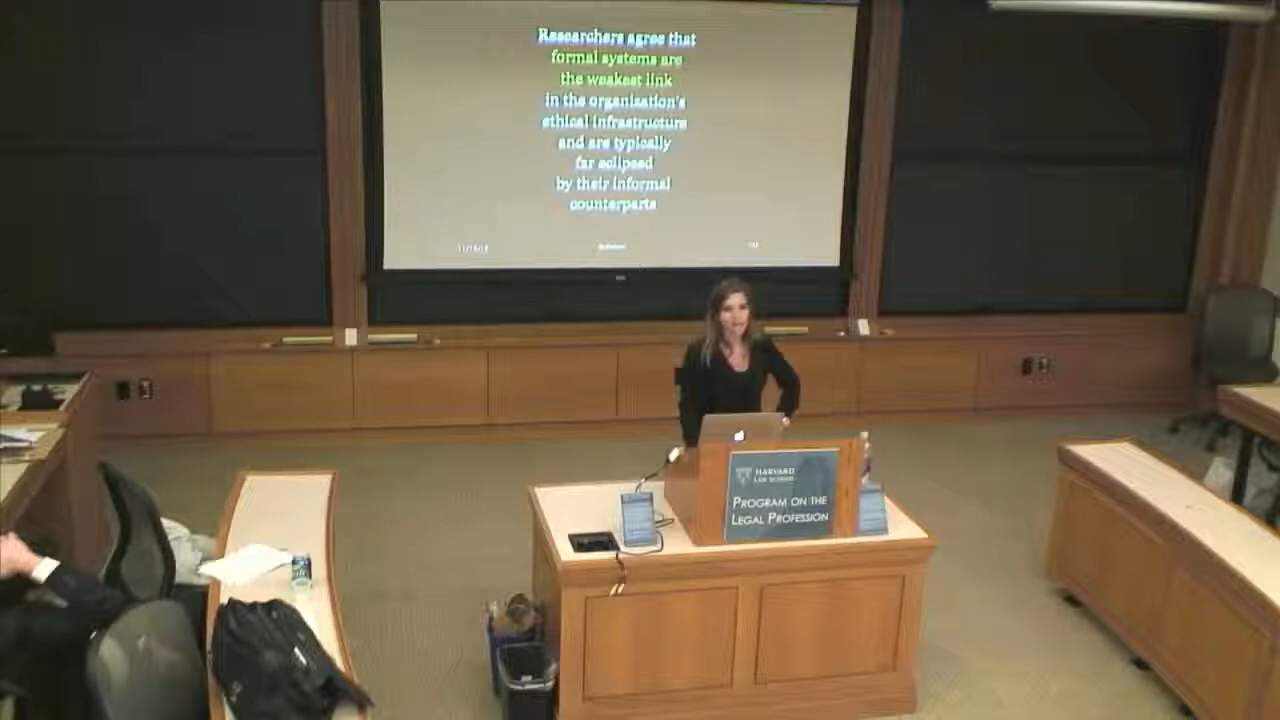 Researchers agree that
formal systems are
the weakest link
in the organisation's
ethical infrastructure
and are typically
far eclipsed
by their informal
counterparts
HARVARD
LAW SCHOOL
PROGRAM ON THE
LEGAL PROFESSION